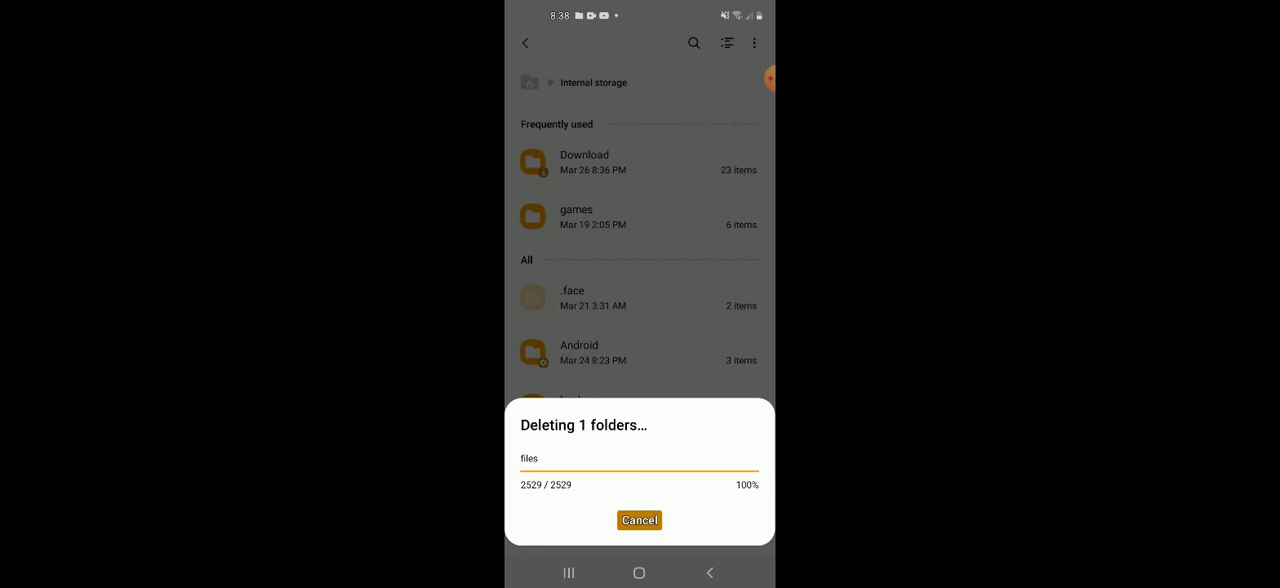 8:38
Internal storage
Frequently used
Download
Mar 26 8:36 PM
23 items
games
Mar 19 2:05 PM
6 items
All
.face
Mar 21 3:31 AM
2 items
Android
Mar 24 8:23 PM
3 items
Deleting 1 folders...
files
2529 / 2529
100%
Cancel